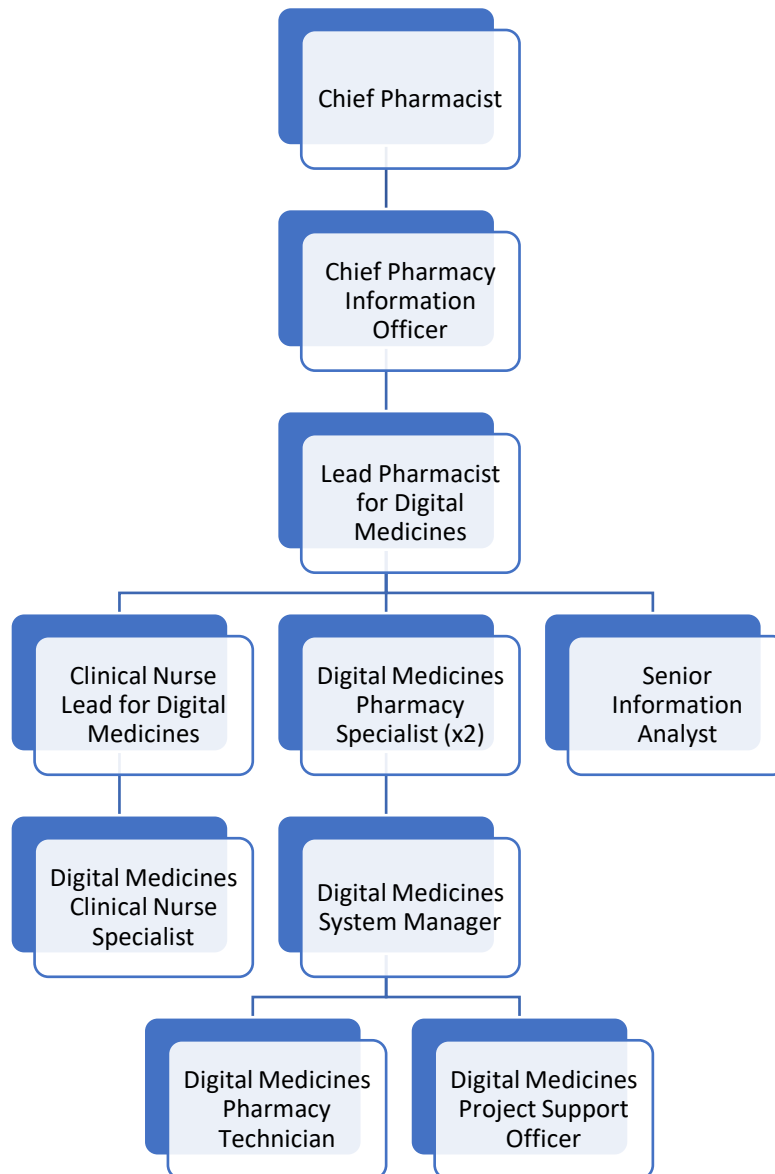 Chief Pharmacist
Chief Pharmacy
Information
Officer
Lead Pharmacist
for Digital
Medicines
Clinical Nurse
Lead for Digital
Medicines
Digital Medicines
Pharmacy
Specialist (x2)
Senior
Information
Analyst
Digital Medicines
Clinical Nurse
Specialist
Digital Medicines
System Manager
Digital Medicines
Pharmacy
Technician
Digital Medicines
Project Support
Officer